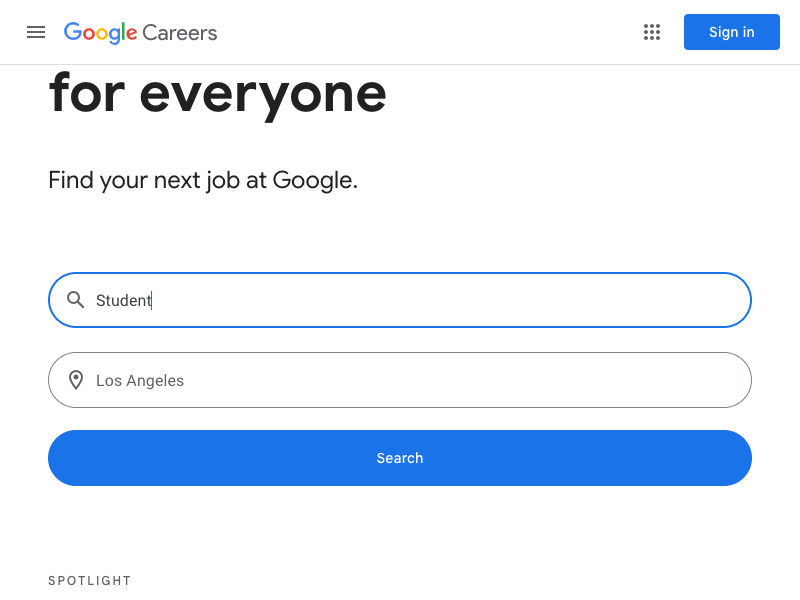 Google Careers
Sign in
for everyone
Find your next job at Google.
Student
Los Angeles
Search
SPOTLIGHT